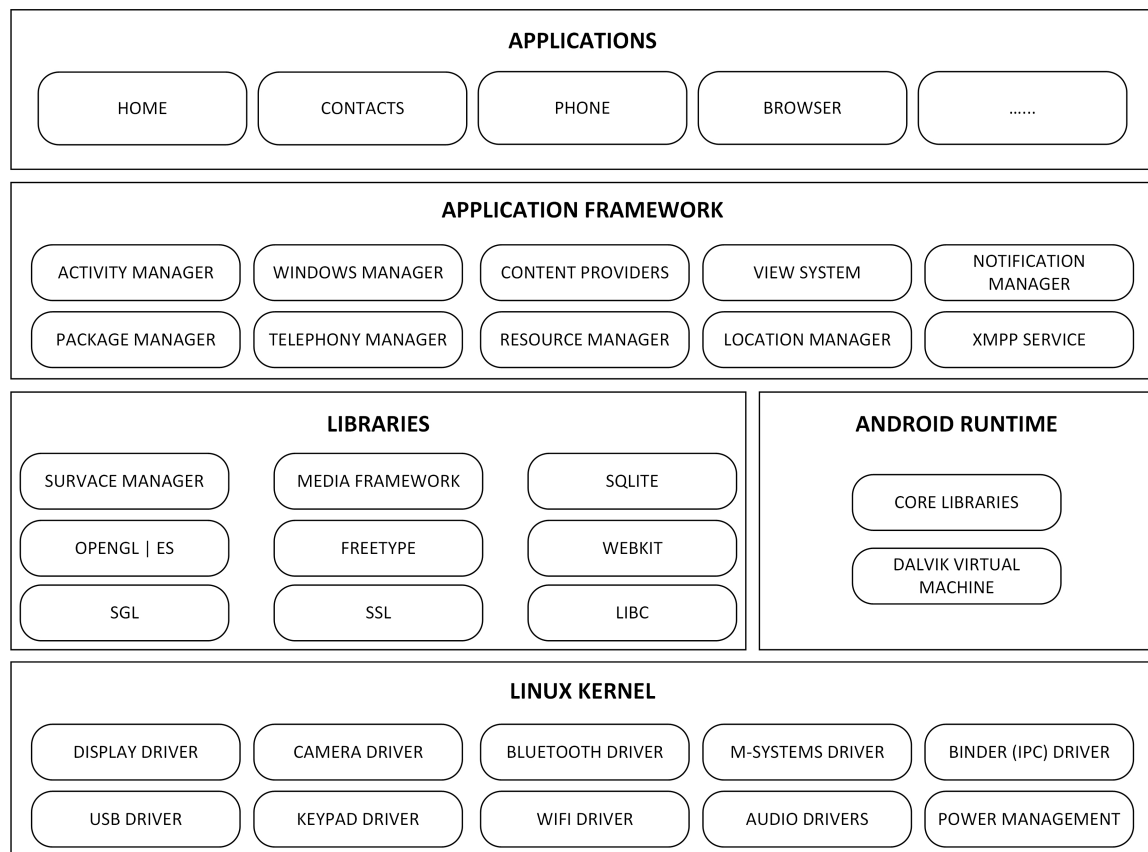 APPLICATIONS
HOME
CONTACTS
PHONE
BROWSER
......
APPLICATION FRAMEWORK
ACTIVITY MANAGER
WINDOWS MANAGER
CONTENT PROVIDERS
VIEW SYSTEM
NOTIFICATION
MANAGER
PACKAGE MANAGER
TELEPHONY MANAGER
RESOURCE MANAGER
LOCATION MANAGER
XMPP SERVICE
LIBRARIES
SURVACE MANAGER
MEDIA FRAMEWORK
SQLITE
OPENGL | ES
FREETYPE
WEBKIT
SGL
SSL
LIBC
ANDROID RUNTIME
CORE LIBRARIES
DALVIK VIRTUAL
MACHINE
LINUX KERNEL
DISPLAY DRIVER
CAMERA DRIVER
BLUETOOTH DRIVER
M-SYSTEMS DRIVER
BINDER (IPC) DRIVER
USB DRIVER
KEYPAD DRIVER
WIFI DRIVER
AUDIO DRIVERS
POWER MANAGEMENT